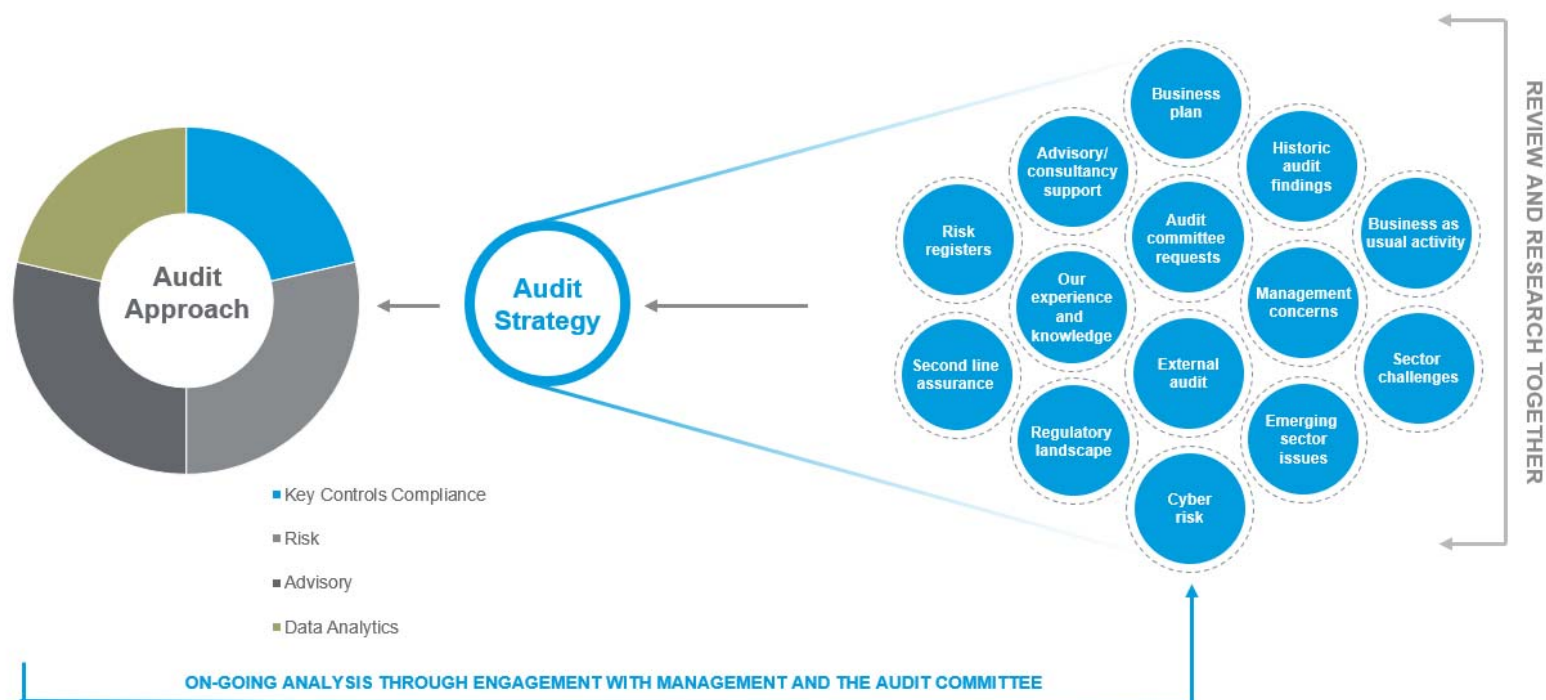 Audit
Approach
Key Controls Compliance
Risk
Advisory
Data Analytics
Audit
Strategy
Business
plan
Advisory/
consultancy
support
Historic
audit
findings
Risk
registers
Audit
committee
requests
Business as
usual activity
Our
experience
and
knowledge
Management
concerns
Second line
assurance
External
audit
Sector
challenges
Regulatory
landscape
Emerging
sector
issues
Cyber
risk
REVIEW AND RESEARCH TOGETHER
ON-GOING ANALYSIS THROUGH ENGAGEMENT WITH MANAGEMENT AND THE AUDIT COMMITTEE